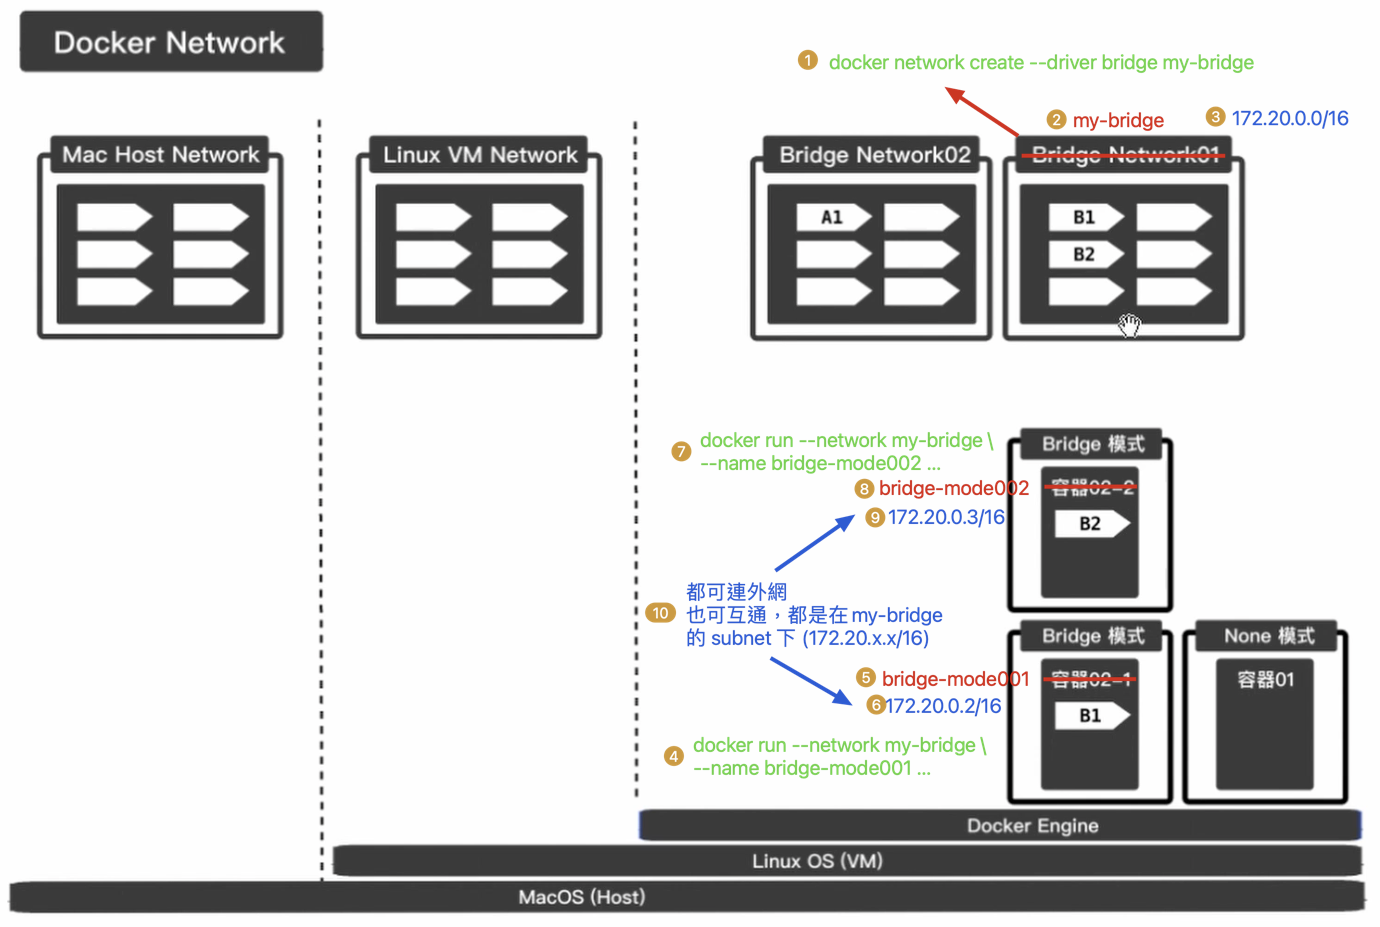 Docker Network
1 docker network create --driver bridge my-bridge
2 my-bridge
3 172.20.0.0/16
Mac Host Network
Linux VM Network
Bridge Network02
Bridge Network01
A1
B1
B2
7 docker run --network my-bridge \
--name bridge-mode002 ...
8 bridge-mode002
9 172.20.0.3/16
Bridge 模式
容器02-2
B2
10 都可連外網
也可互通，都是在 my-bridge
的 subnet 下 (172.20.x.x/16)
5 bridge-mode001
6 172.20.0.2/16
Bridge 模式
容器02-1
B1
None 模式
容器01
4 docker run --network my-bridge \
--name bridge-mode001 ...
Docker Engine
Linux OS (VM)
MacOS (Host)